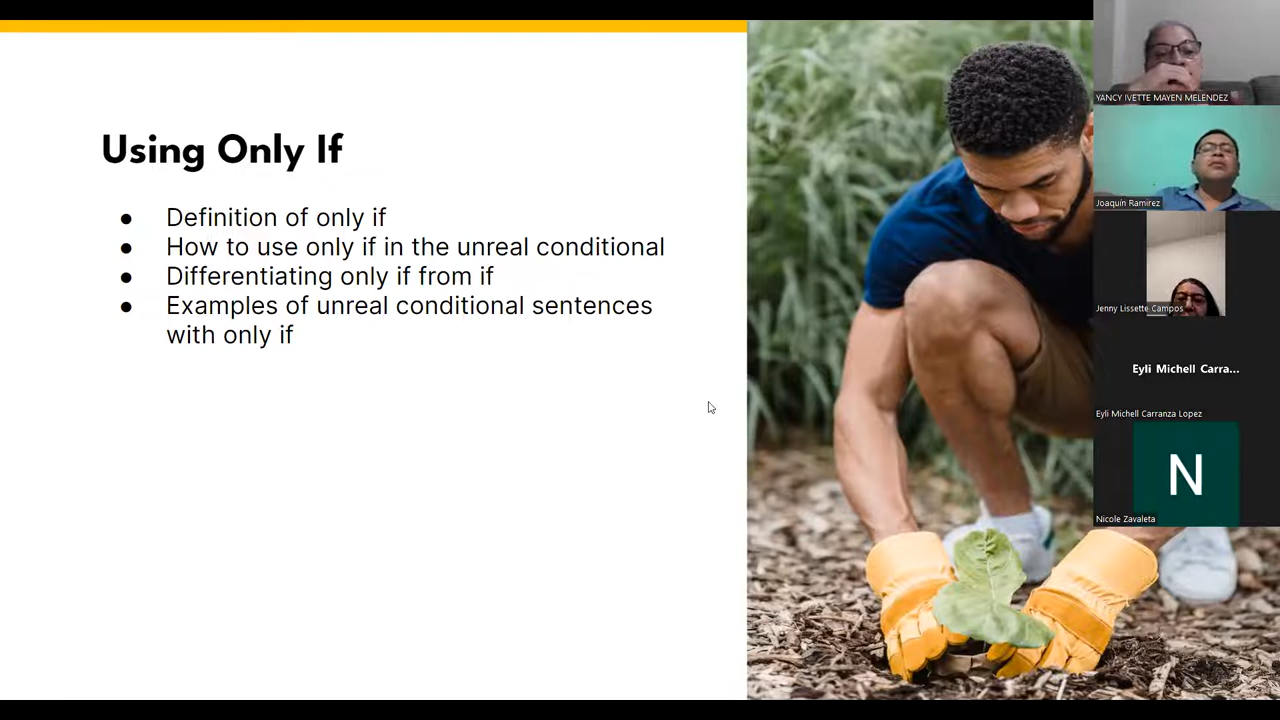 Using Only If
● Definition of only if
● How to use only if in the unreal conditional
● Differentiating only if from if
● Examples of unreal conditional sentences
with only if
YANCY IVETTE MAYEN MELENDEZ
Joaquín Ramirez
Jenny Lissette Campos
Eyli Michell Carra...
Eyli Michell Carranza Lopez
N
Nicole Zavaleta